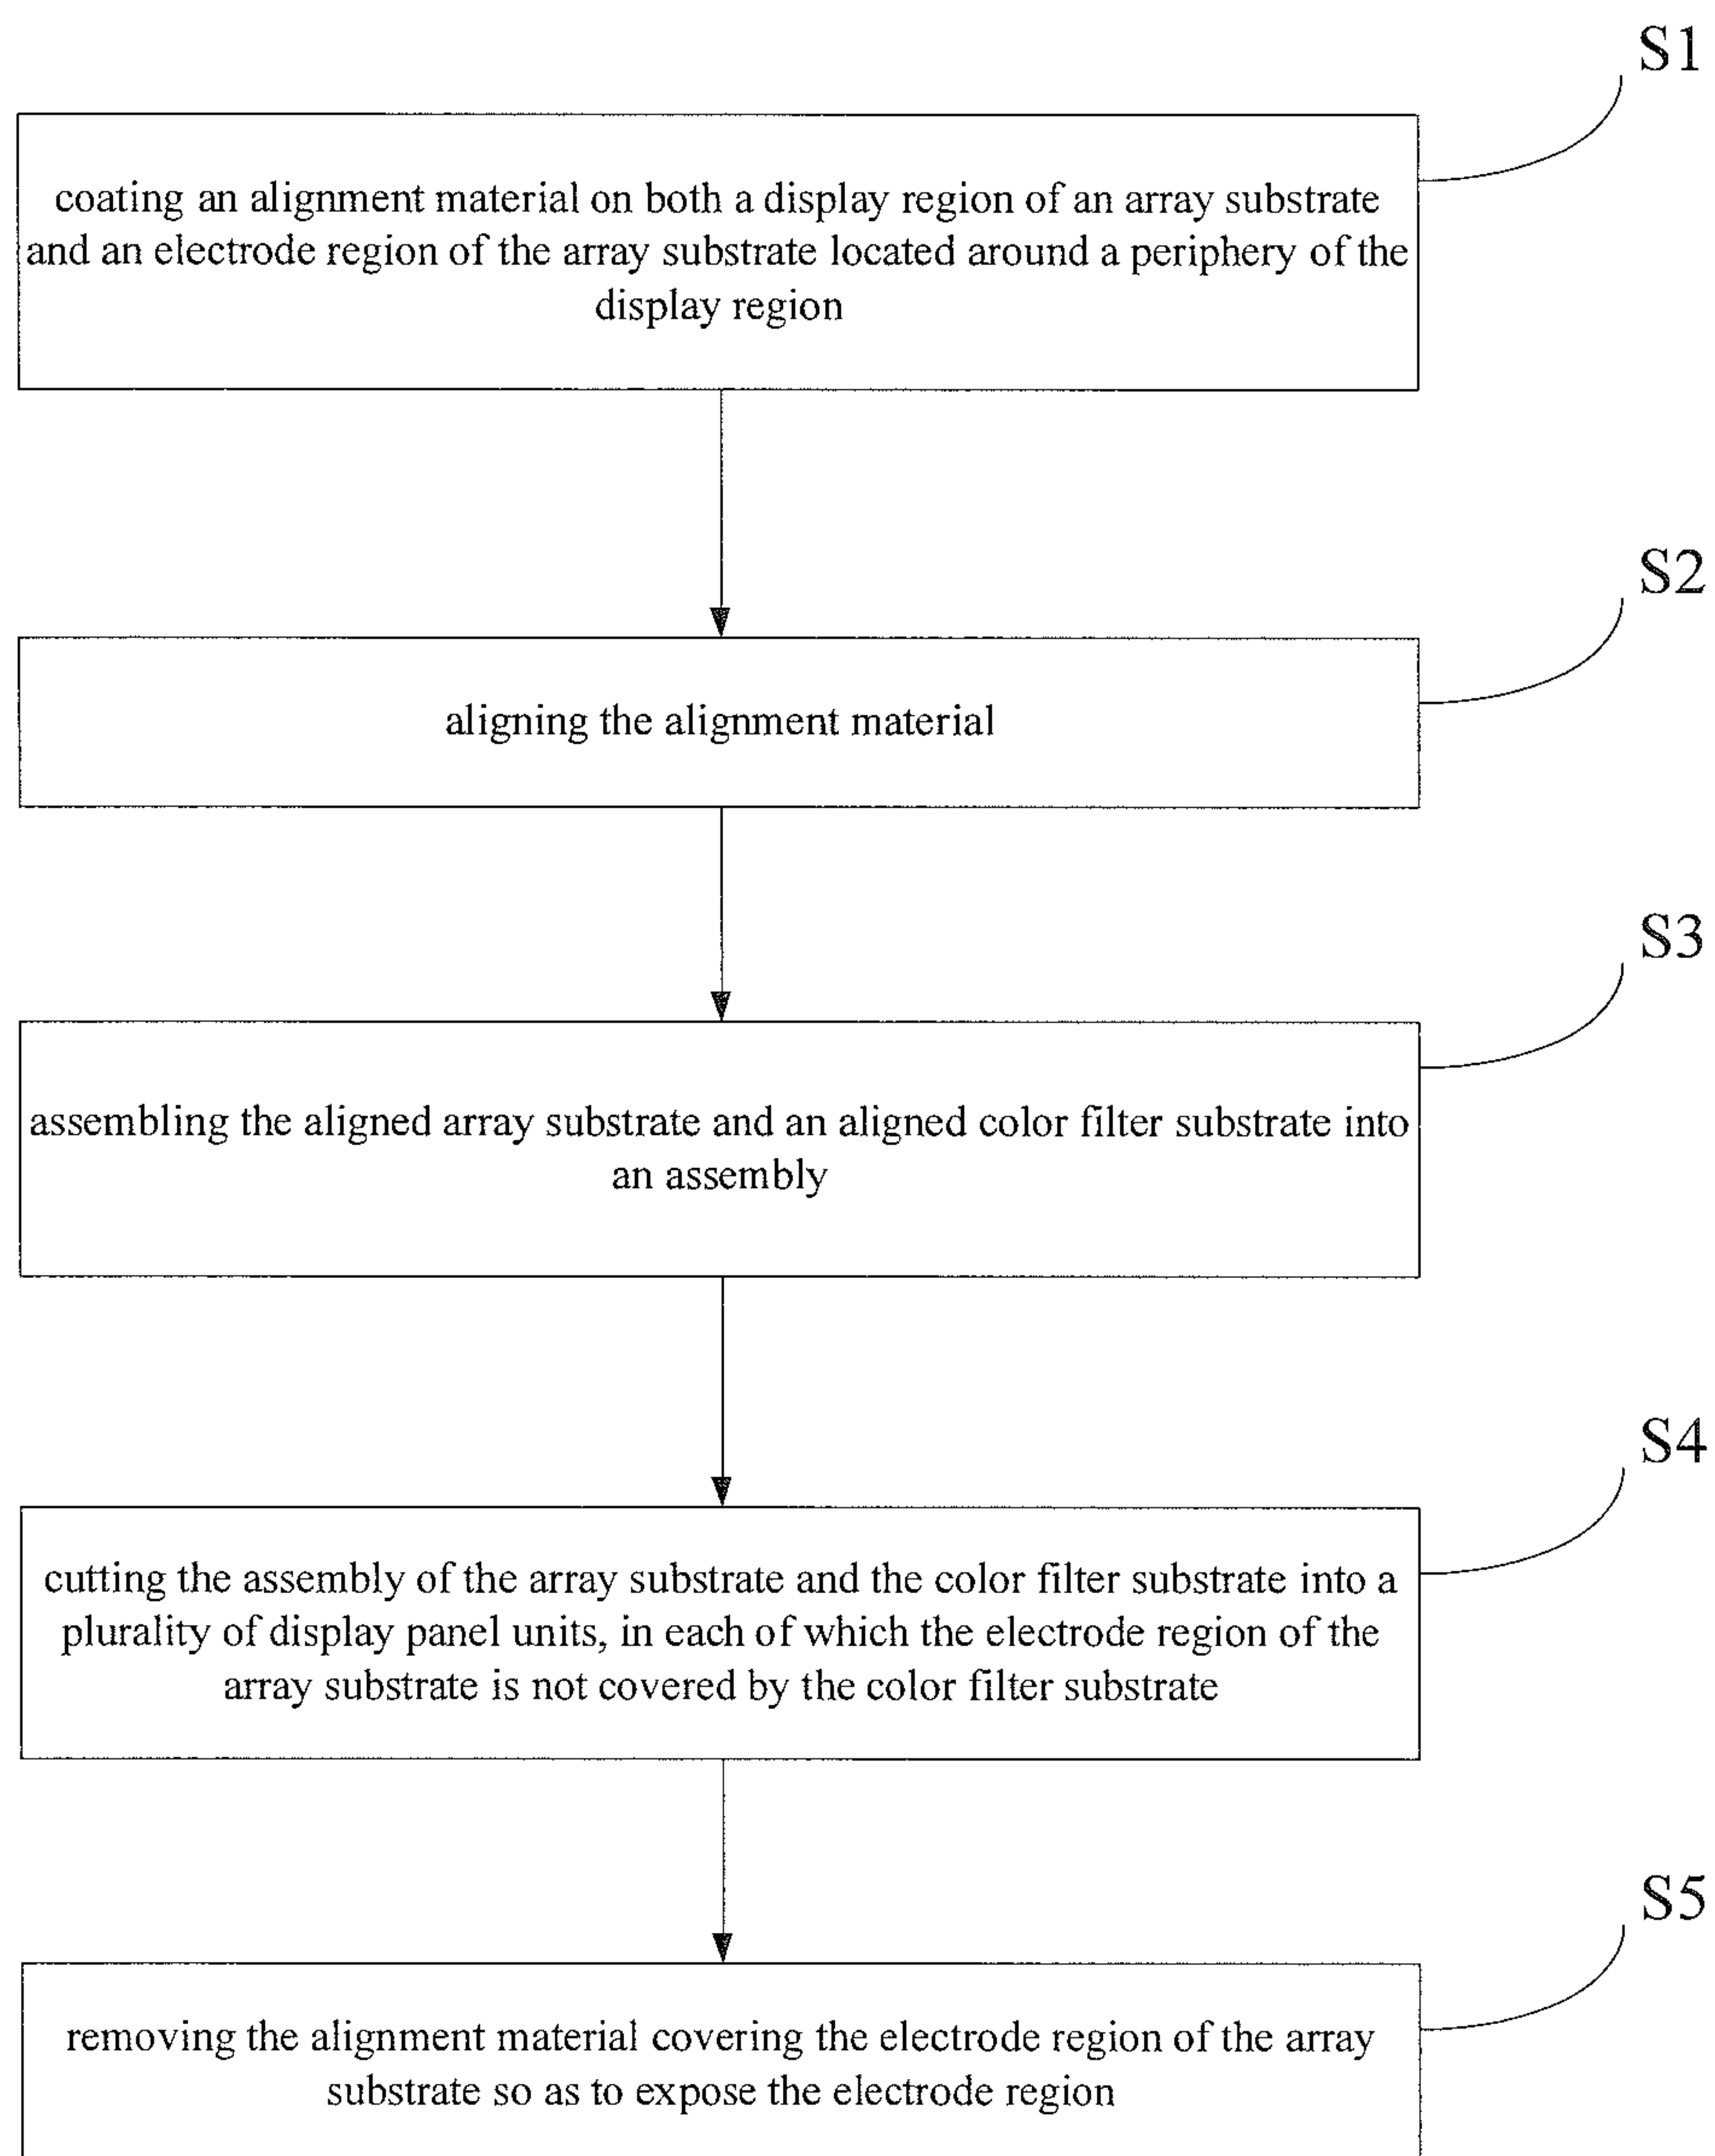 S1
coating an alignment material on both a display region of an array substrate
and an electrode region of the array substrate located around a periphery of the
display region
S2
aligning the alignment material
S3
assembling the aligned array substrate and an aligned color filter substrate into
an assembly
S4
cutting the assembly of the array substrate and the color filter substrate into a
plurality of display panel units, in each of which the electrode region of the
array substrate is not covered by the color filter substrate
S5
removing the alignment material covering the electrode region of the array
substrate so as to expose the electrode region